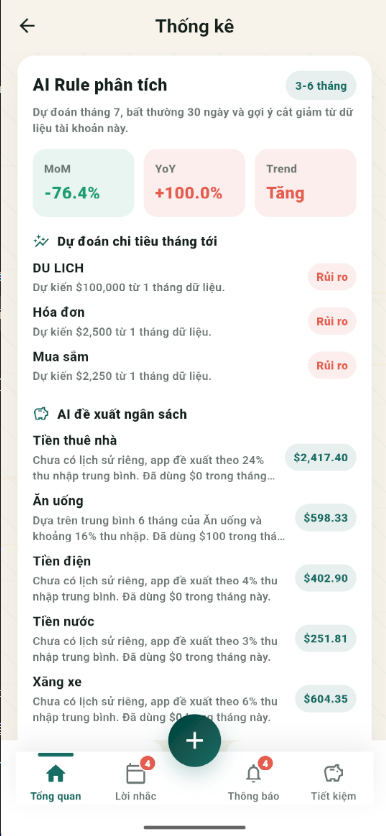 Thống kê
AI Rule phân tích
3-6 tháng
Dự đoán tháng 7, bất thường 30 ngày và gợi ý cắt giảm từ dữ
liệu tài khoản này.
MoM
-76.4%
YoY
+100.0%
Trend
Tăng
Dự đoán chi tiêu tháng tới
DU LICH
Dự kiến $100,000 từ 1 tháng dữ liệu.
Rủi ro
Hóa đơn
Dự kiến $2,500 từ 1 tháng dữ liệu.
Rủi ro
Mua sắm
Dự kiến $2,250 từ 1 tháng dữ liệu.
Rủi ro
AI đề xuất ngân sách
Tiền thuê nhà
Chưa có lịch sử riêng, app đề xuất theo 24%
thu nhập trung bình. Đã dùng $0 trong tháng...
$2,417.40
Ăn uống
Dựa trên trung bình 6 tháng của Ăn uống và
khoảng 16% thu nhập. Đã dùng $100 trong thá...
$598.33
Tiền điện
Chưa có lịch sử riêng, app đề xuất theo 4% thu
nhập trung bình. Đã dùng $0 trong tháng này.
$402.90
Tiền nước
Chưa có lịch sử riêng, app đề xuất theo 3% thu
nhập trung bình. Đã dùng $0 trong tháng này.
$251.81
Xăng xe
Chưa có lịch sử riêng, app đề xuất theo 6% thu
nhập trung bình. Đã dùng $0 tháng này.
$604.35
4
4
Tổng quan
Lời nhắc
Thông báo
Tiết kiệm